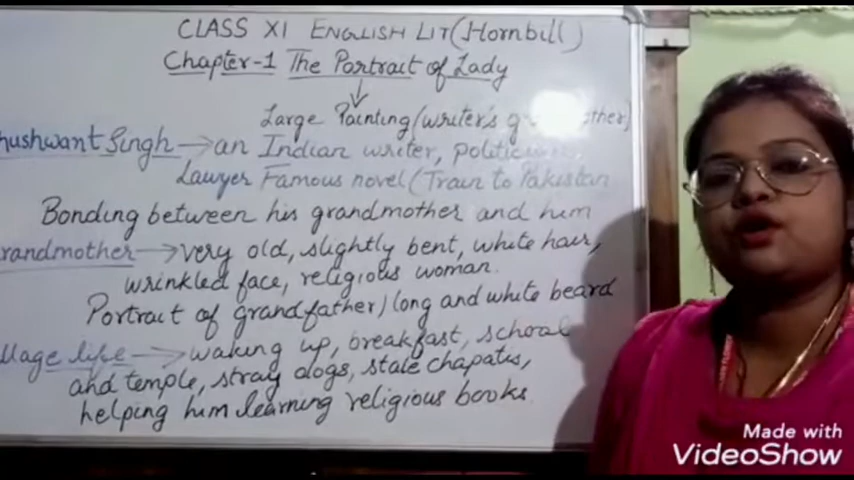 CLASS XI ENGLISH LIT (Hornbill)
Chapter-1 The Portrait of Lady
Large Painting (writer's
hushwant Singh → an Indian writer,
Lawyer Famous novel (Train to Pakistan
Bonding between his grandmother and him
randmother → very old, slightly bent, white hair,
wrinkled face, religious woman.
Portrait of grandfather) long and white beard
llage life → waking up, breakfast, school
and temple, stray dogs, stale chapatis,
helping him learning religious books.
Made with
VideoShow